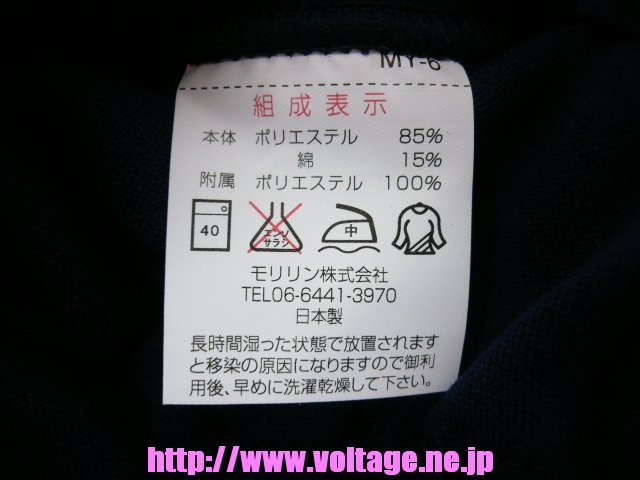 MY-6
組成表示
本体 ポリエステル 85%
綿 15%
附属 ポリエステル 100%
40
エンソ
サラシ
中
モリリン株式会社
TEL06-6441-3970
日本製
長時間湿った状態で放置されます
と移染の原因になりますので御利
用後、早めに洗濯乾燥して下さい。
http://www.voltage.ne.jp